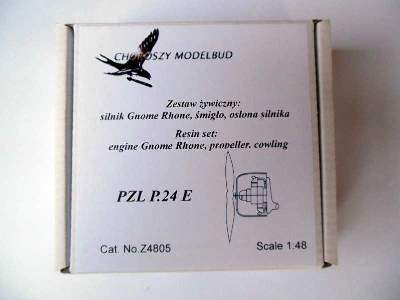 CHOROSZY MODELBUD
Zestaw żywiczny:
silnik Gnome Rhone, śmigło, osłona silnika
Resin set:
engine Gnome Rhone, propeller, cowling
PZL P.24 E
Cat. No.Z4805
Scale 1:48